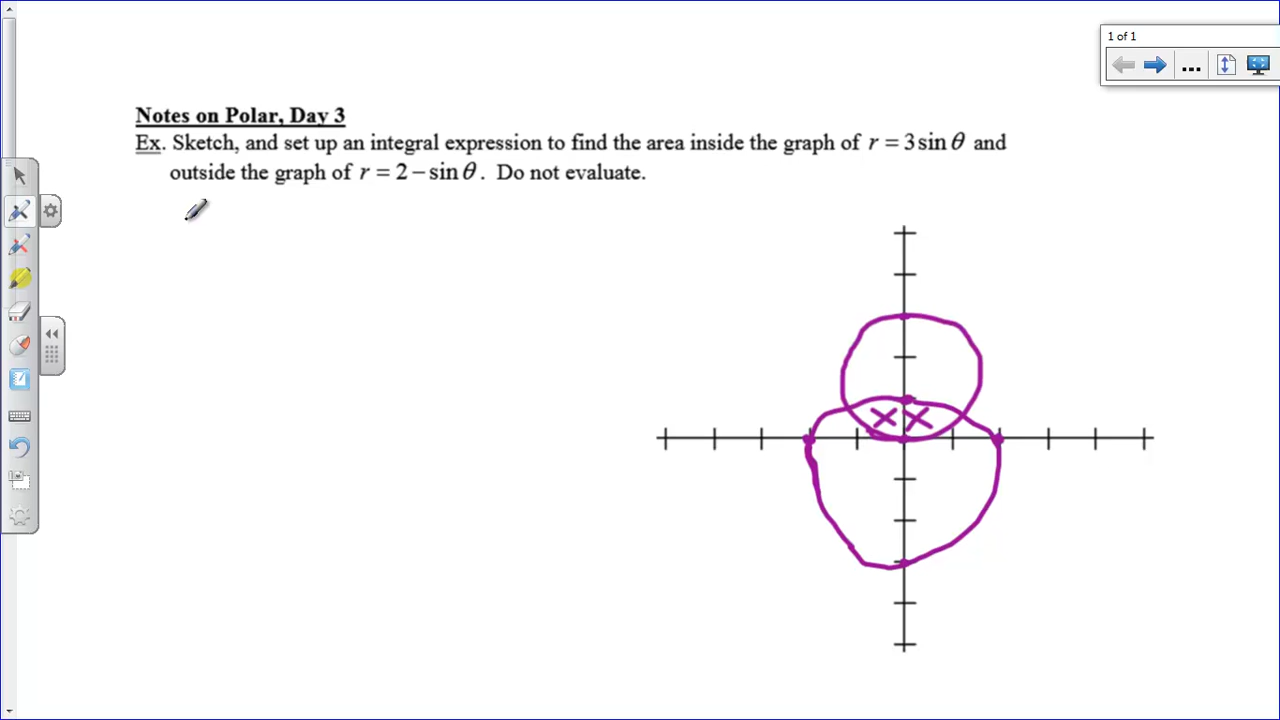 1 of 1
Notes on Polar, Day 3
Ex. Sketch, and set up an integral expression to find the area inside the graph of r = 3 sin θ and
outside the graph of r = 2 − sin θ. Do not evaluate.